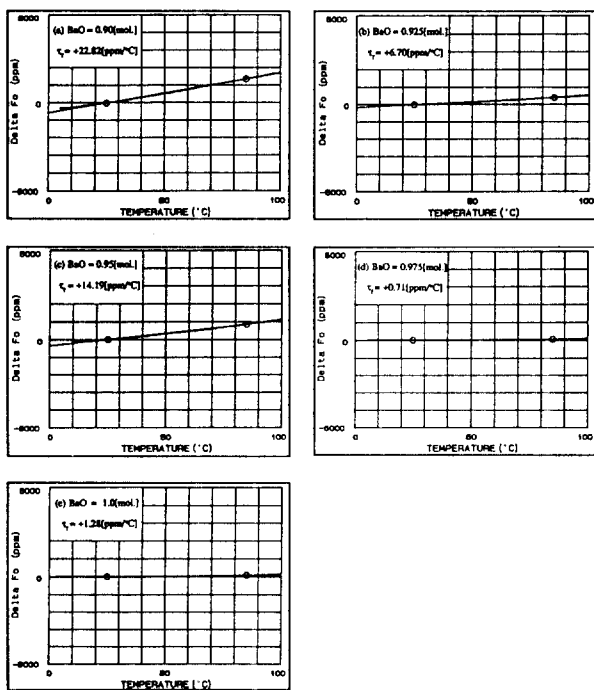 (a) BaO = 0.90[mol.]
τf = +22.82[ppm/°C]
5000
0
-5000
Delta Fo (ppm)
0 50 100
TEMPERATURE (°C)
(b) BaO = 0.925[mol.]
τf = +6.70[ppm/°C]
5000
0
-5000
Delta Fo (ppm)
0 50 100
TEMPERATURE (°C)
(c) BaO = 0.95[mol.]
τf = +14.19[ppm/°C]
5000
0
-5000
Delta Fo (ppm)
0 50 100
TEMPERATURE (°C)
(d) BaO = 0.975[mol.]
τf = +0.71[ppm/°C]
5000
0
-5000
Delta Fo (ppm)
0 50 100
TEMPERATURE (°C)
(e) BaO = 1.0[mol.]
τf = +1.28[ppm/°C]
5000
0
-5000
Delta Fo (ppm)
0 50 100
TEMPERATURE (°C)